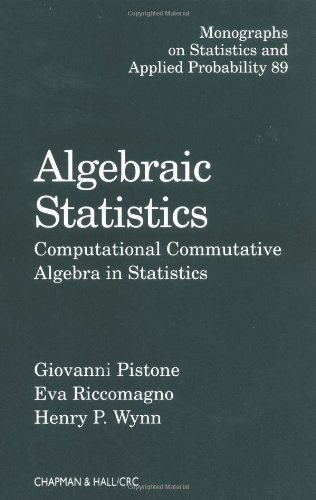 Monographs
on Statistics and
Applied Probability 89
Algebraic
Statistics
Computational Commutative
Algebra in Statistics
Giovanni Pistone
Eva Riccomagno
Henry P. Wynn
CHAPMAN & HALL/CRC